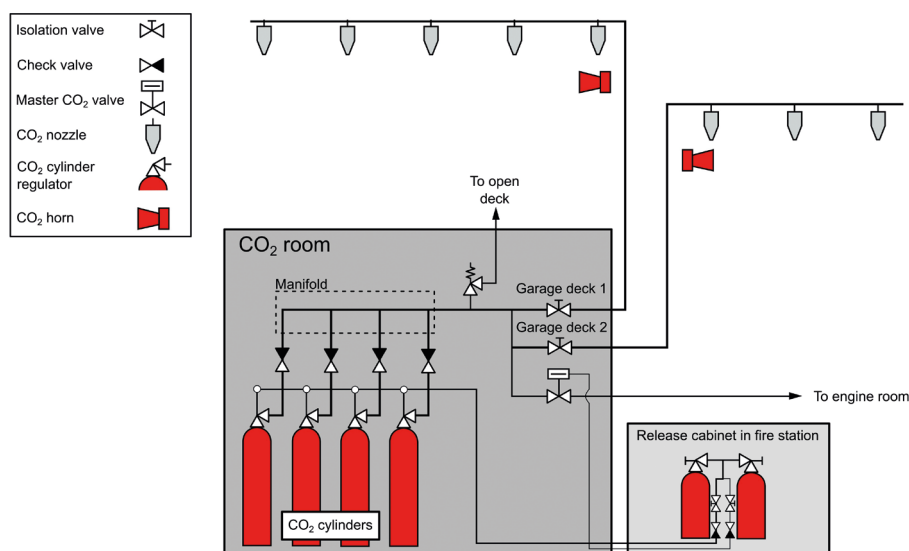 Isolation valve
Check valve
Master CO₂ valve
CO₂ nozzle
CO₂ cylinder
regulator
CO₂ horn
To open
deck
CO₂ room
Manifold
Garage deck 1
Garage deck 2
To engine room
Release cabinet in fire station
CO₂ cylinders